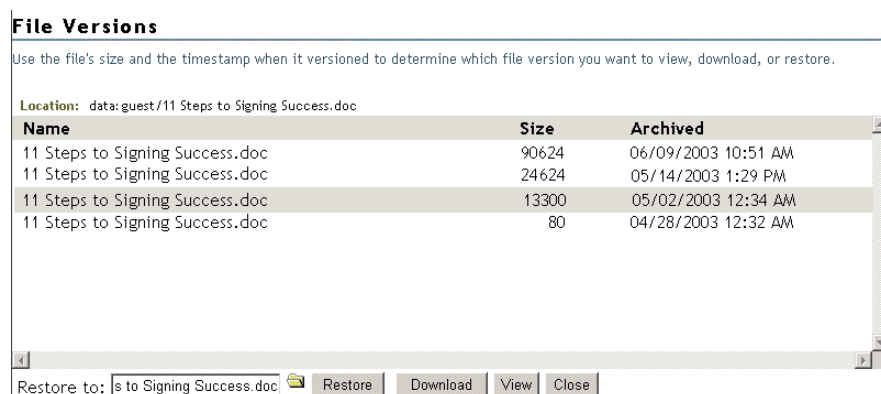 File Versions
Use the file's size and the timestamp when it versioned to determine which file version you want to view, download, or restore.
Location: data:guest/11 Steps to Signing Success.doc
Name Size Archived
11 Steps to Signing Success.doc 90624 06/09/2003 10:51 AM
11 Steps to Signing Success.doc 24624 05/14/2003 1:29 PM
11 Steps to Signing Success.doc 13300 05/02/2003 12:34 AM
11 Steps to Signing Success.doc 80 04/28/2003 12:32 AM
Restore to: s to Signing Success.doc Restore Download View Close